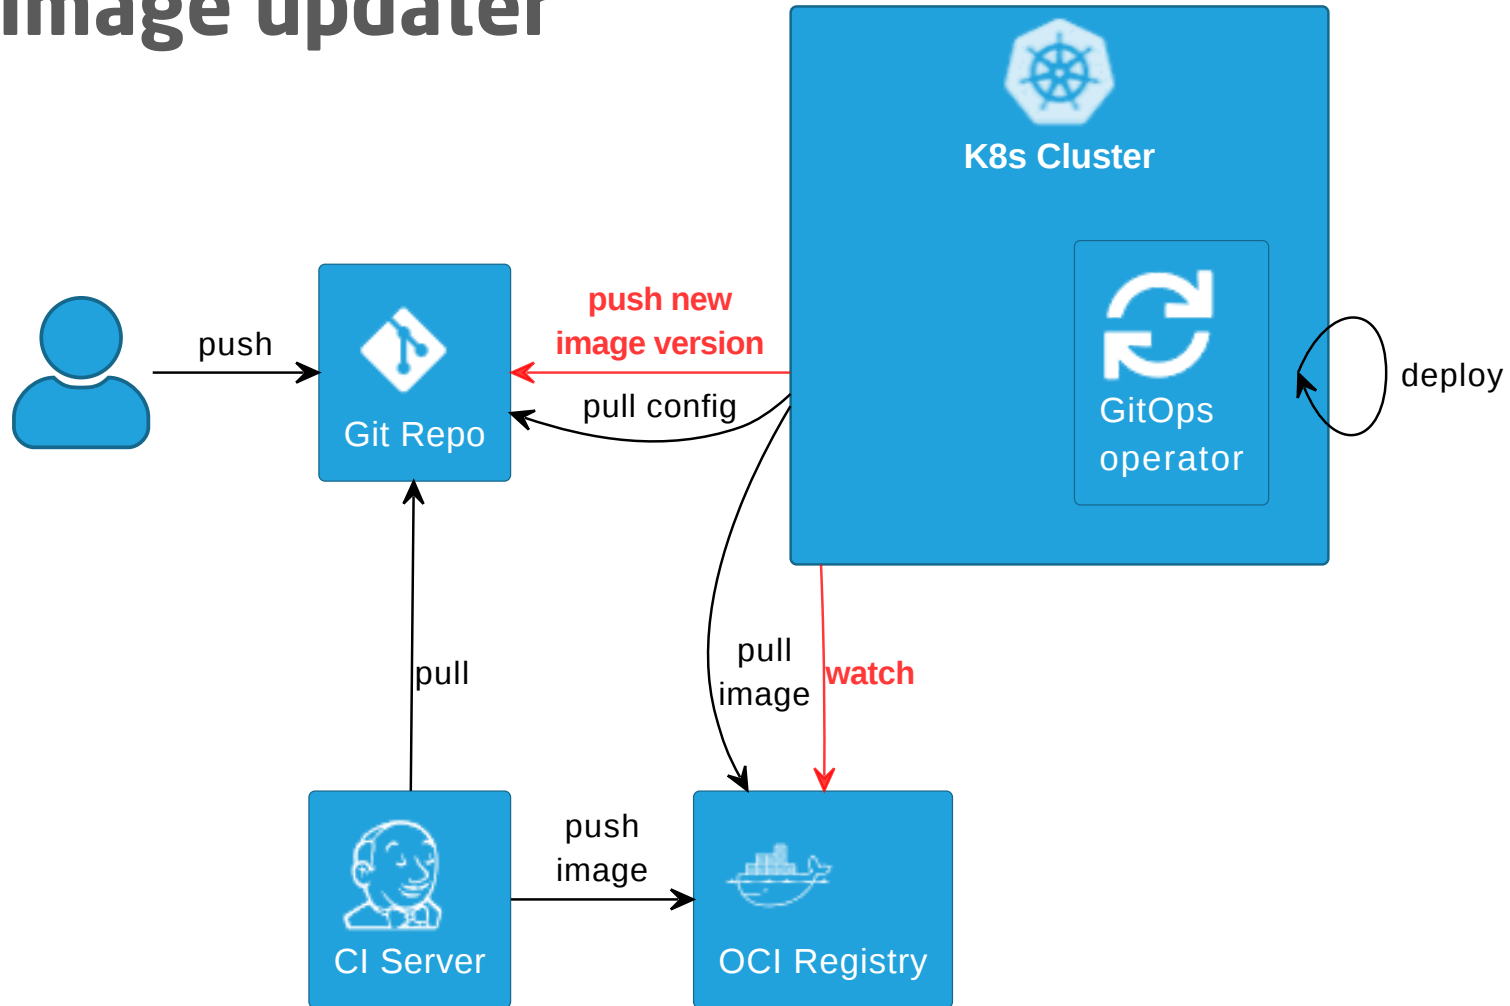 image updater
K8s Cluster
push new
image version
push
pull config
Git Repo
GitOps
operator
deploy
pull
pull
image
watch
push
image
CI Server
OCI Registry